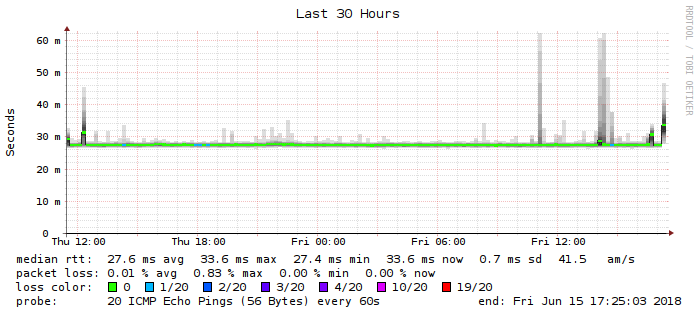 Last 30 Hours
RRDTOOL / TOBI OETIKER
Seconds
60 m
50 m
40 m
30 m
20 m
10 m
0
Thu 12:00 Thu 18:00 Fri 00:00 Fri 06:00 Fri 12:00
median rtt: 27.6 ms avg 33.6 ms max 27.4 ms min 33.6 ms now 0.7 ms sd 41.5 am/s
packet loss: 0.01 % avg 0.83 % max 0.00 % min 0.00 % now
loss color: 0 1/20 2/20 3/20 4/20 10/20 19/20
probe: 20 ICMP Echo Pings (56 Bytes) every 60s end: Fri Jun 15 17:25:03 2018